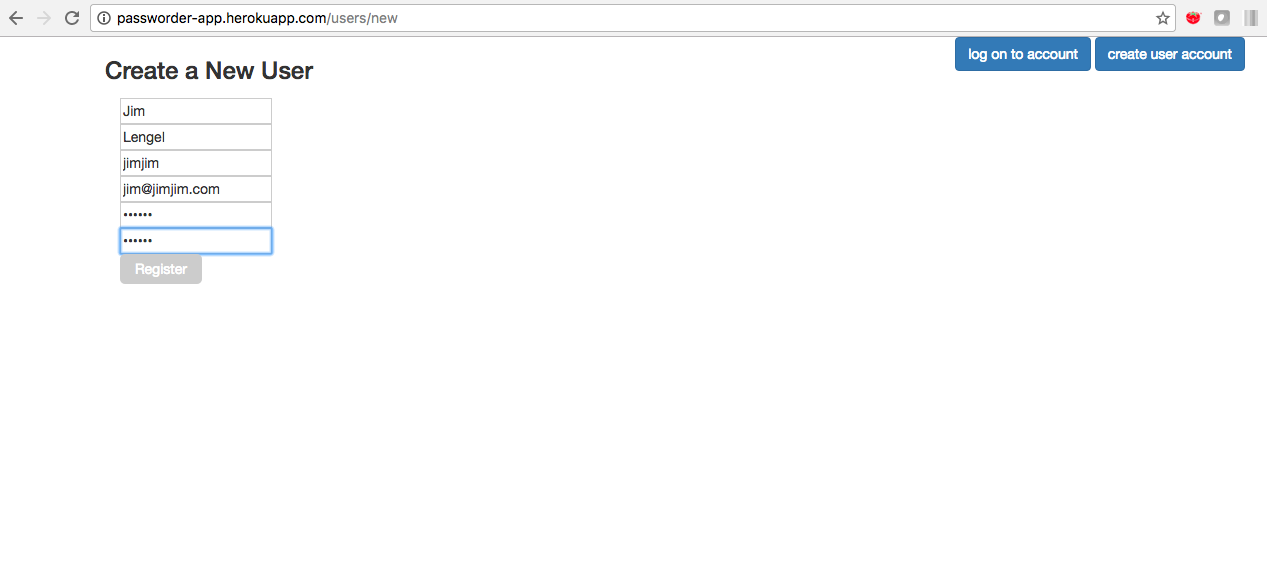 passworder-app.herokuapp.com/users/new
log on to account create user account
Create a New User
Jim
Lengel
jimjim
jim@jimjim.com
••••••
••••••
Register